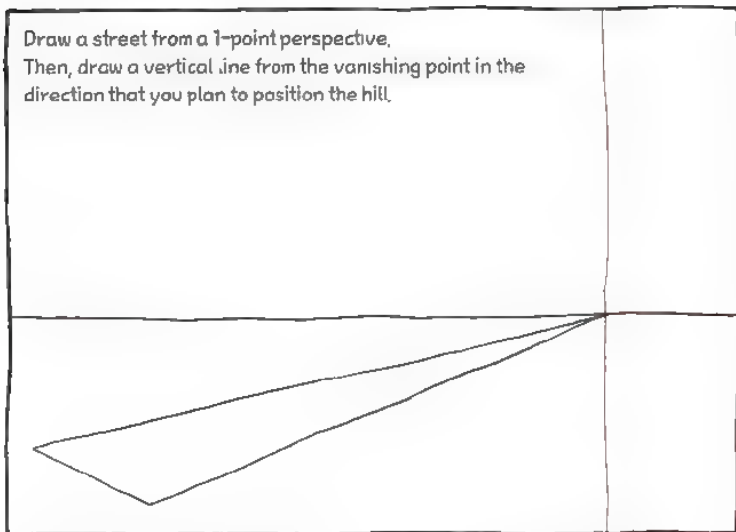 Draw a street from a 1-point perspective.
Then, draw a vertical line from the vanishing point in the
direction that you plan to position the hill.